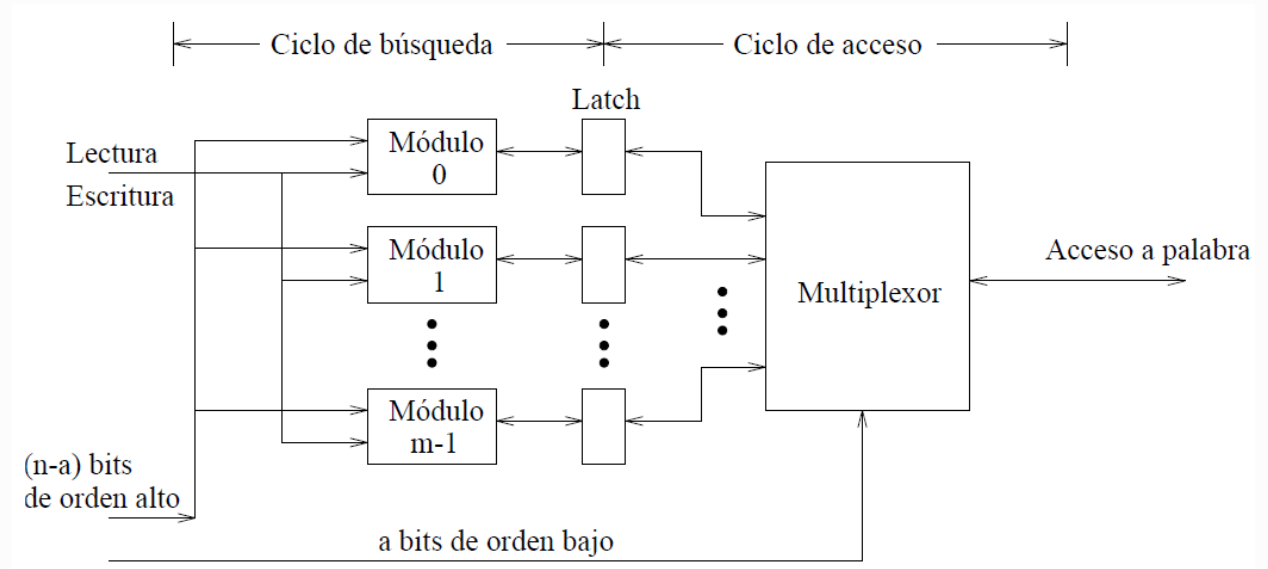 Ciclo de búsqueda
Ciclo de acceso
Latch
Lectura
Escritura
Módulo
0
Módulo
1
Módulo
m-1
Multiplexor
Acceso a palabra
(n-a) bits
de orden alto
a bits de orden bajo